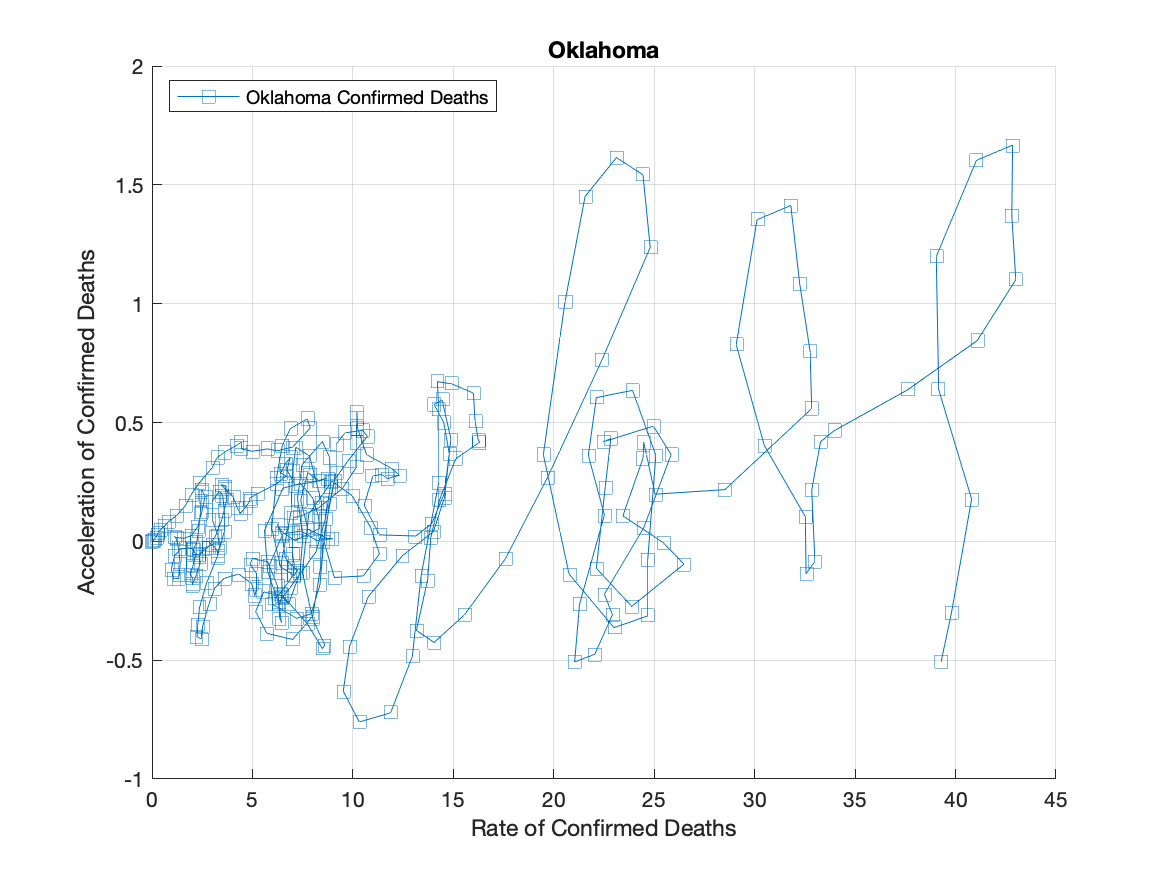 Oklahoma
Oklahoma Confirmed Deaths
2
1.5
1
0.5
0
-0.5
-1
Acceleration of Confirmed Deaths
0 5 10 15 20 25 30 35 40 45
Rate of Confirmed Deaths